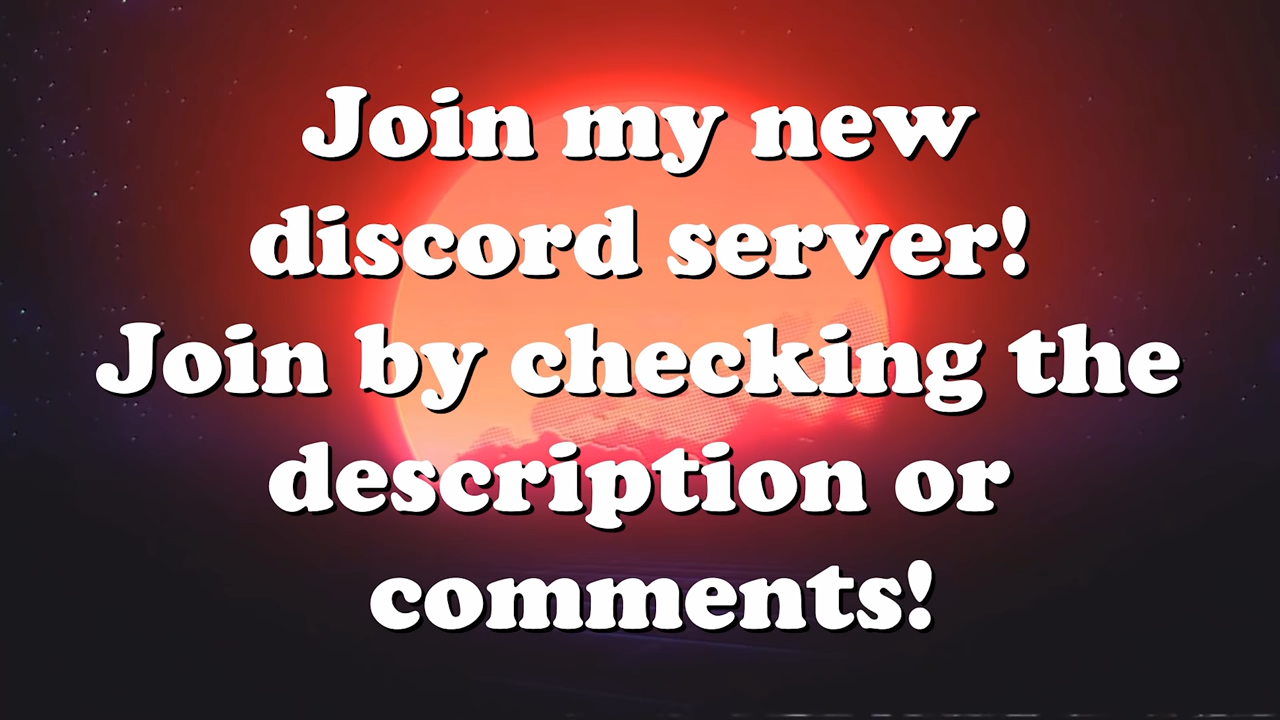 Join my new
discord server!
Join by checking the
description or
comments!